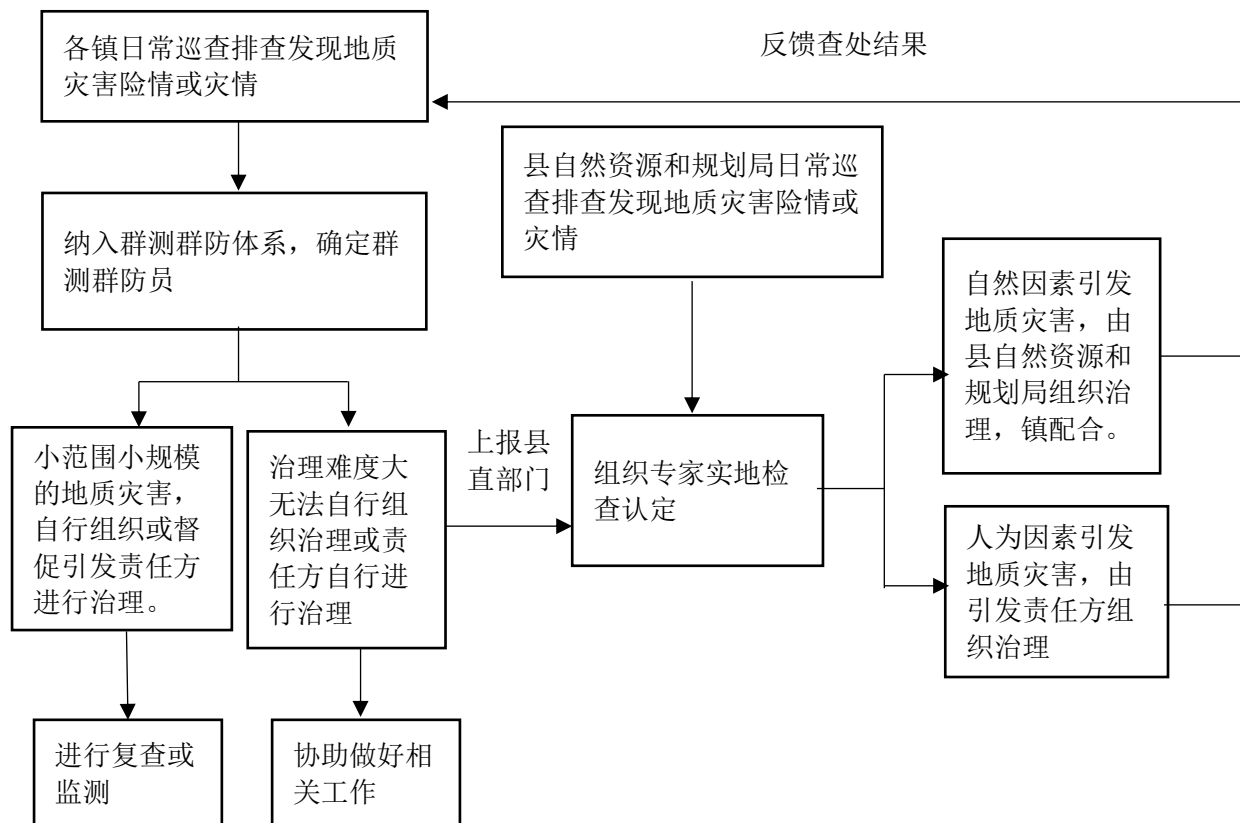 各镇日常巡查排查发现地质
灾害险情或灾情
反馈查处结果
县自然资源和规划局日常巡
查排查发现地质灾害险情或
灾情
纳入群测群防体系，确定群
测群防员
自然因素引发
地质灾害，由
县自然资源和
规划局组织治
理，镇配合。
小范围小规模
的地质灾害，
自行组织或督
促引发责任方
进行治理。
治理难度大
无法自行组
织治理或责
任方自行进
行治理
上报县
直部门
组织专家实地检
查认定
人为因素引发
地质灾害，由
引发责任方组
织治理
进行复查或
监测
协助做好相
关工作